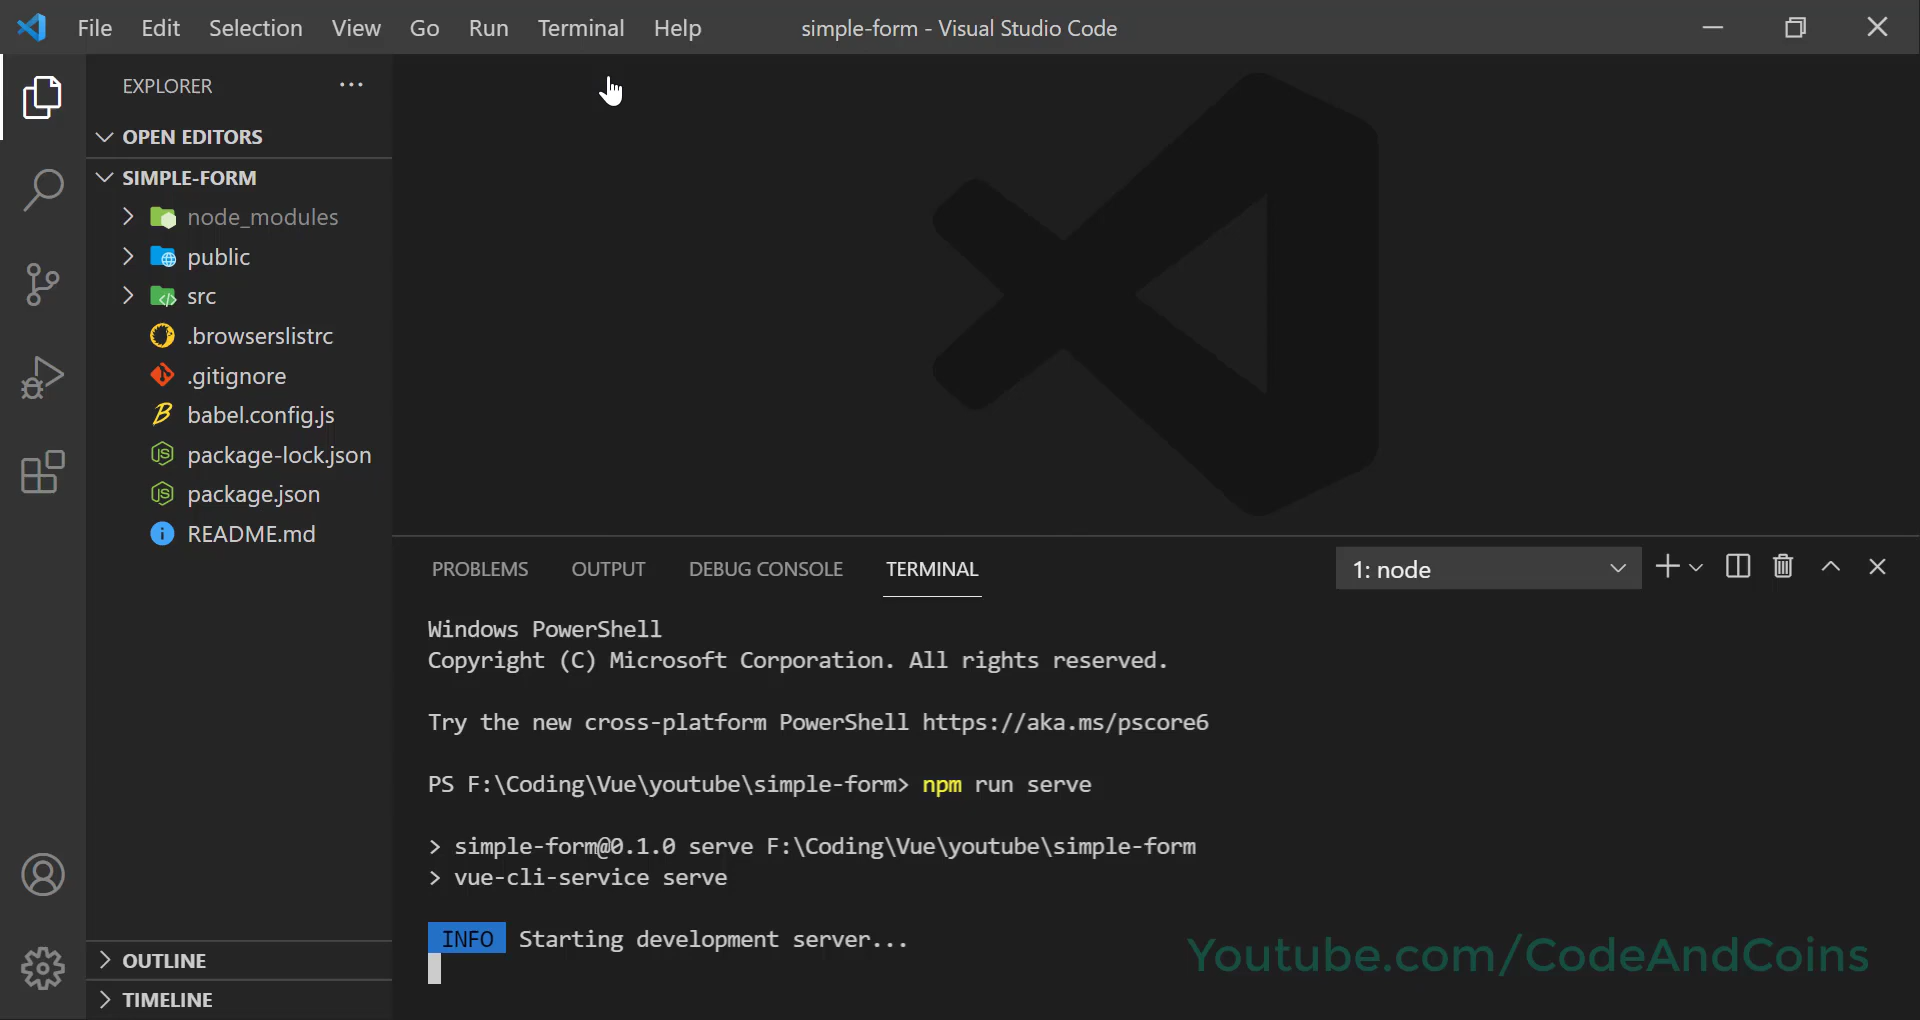 File Edit Selection View Go Run Terminal Help simple-form - Visual Studio Code
EXPLORER ...
OPEN EDITORS
SIMPLE-FORM
node_modules
public
src
.browserslistrc
.gitignore
babel.config.js
package-lock.json
package.json
README.md
OUTLINE
TIMELINE
PROBLEMS OUTPUT DEBUG CONSOLE TERMINAL 1: node
Windows PowerShell
Copyright (C) Microsoft Corporation. All rights reserved.
Try the new cross-platform PowerShell https://aka.ms/pscore6
PS F:\Coding\Vue\youtube\simple-form> npm run serve
> simple-form@0.1.0 serve F:\Coding\Vue\youtube\simple-form
> vue-cli-service serve
INFO Starting development server...
Youtube.com/CodeAndCoins